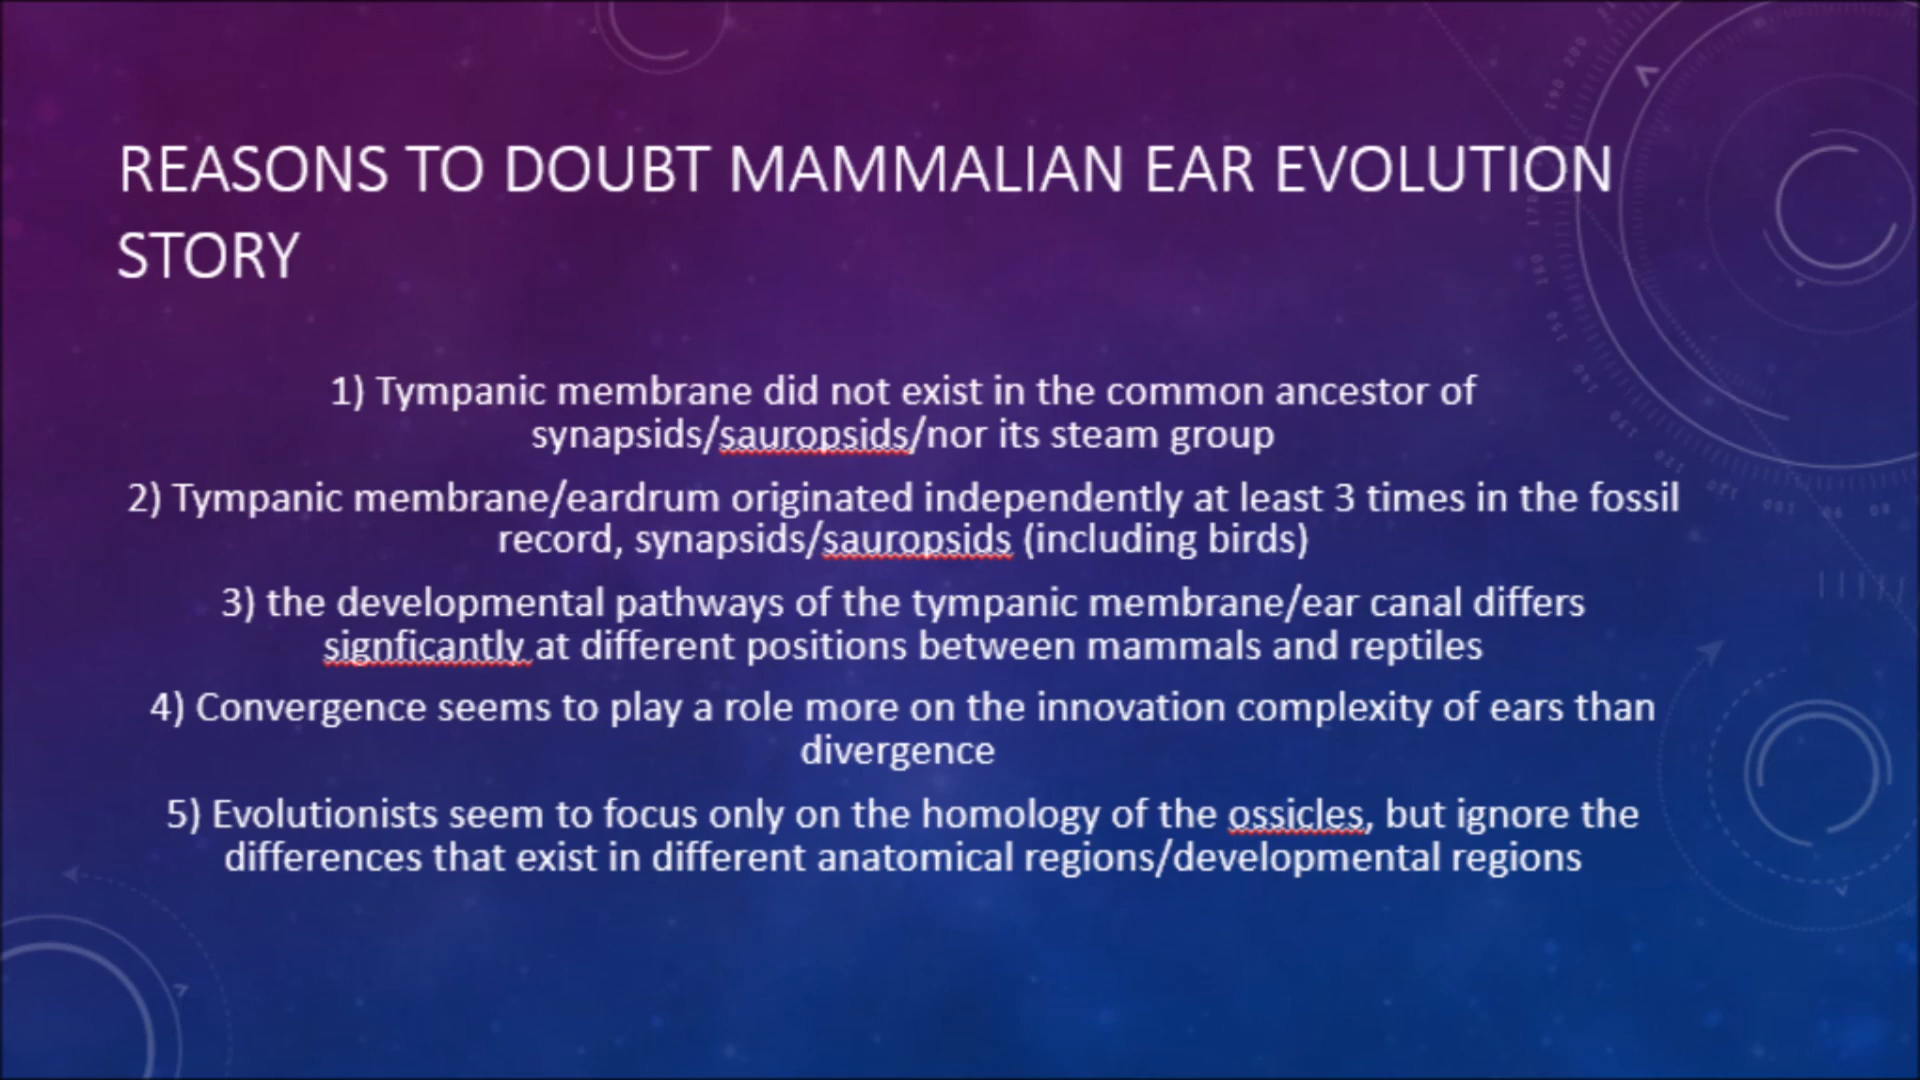 REASONS TO DOUBT MAMMALIAN EAR EVOLUTION
STORY
1) Tympanic membrane did not exist in the common ancestor of
synapsids/sauropsids/nor its steam group
2) Tympanic membrane/eardrum originated independently at least 3 times in the fossil
record, synapsids/sauropsids (including birds)
3) the developmental pathways of the tympanic membrane/ear canal differs
signficantly at different positions between mammals and reptiles
4) Convergence seems to play a role more on the innovation complexity of ears than
divergence
5) Evolutionists seem to focus only on the homology of the ossicles, but ignore the
differences that exist in different anatomical regions/developmental regions